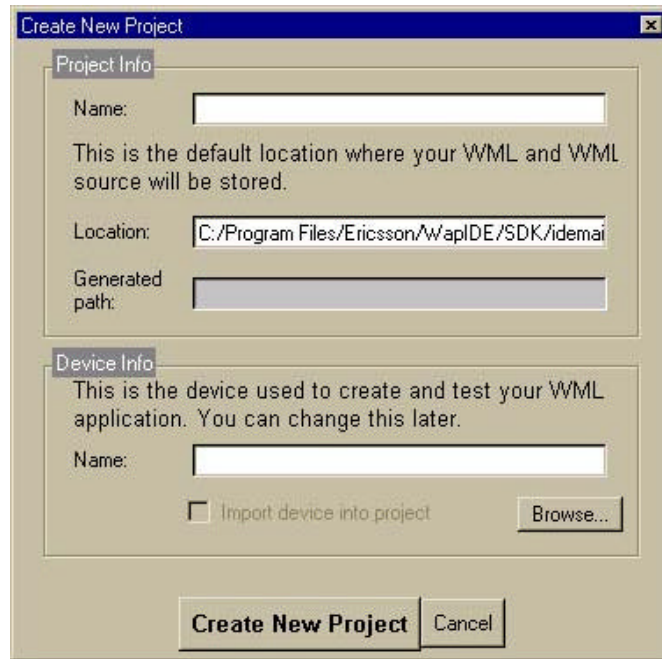 Create New Project
Project Info
Name:
This is the default location where your WML and WML
source will be stored.
Location:
C:/Program Files/Ericsson/WapIDE/SDK/idemai
Generated
path:
Device Info
This is the device used to create and test your WML
application. You can change this later.
Name:
Import device into project
Browse...
Create New Project
Cancel